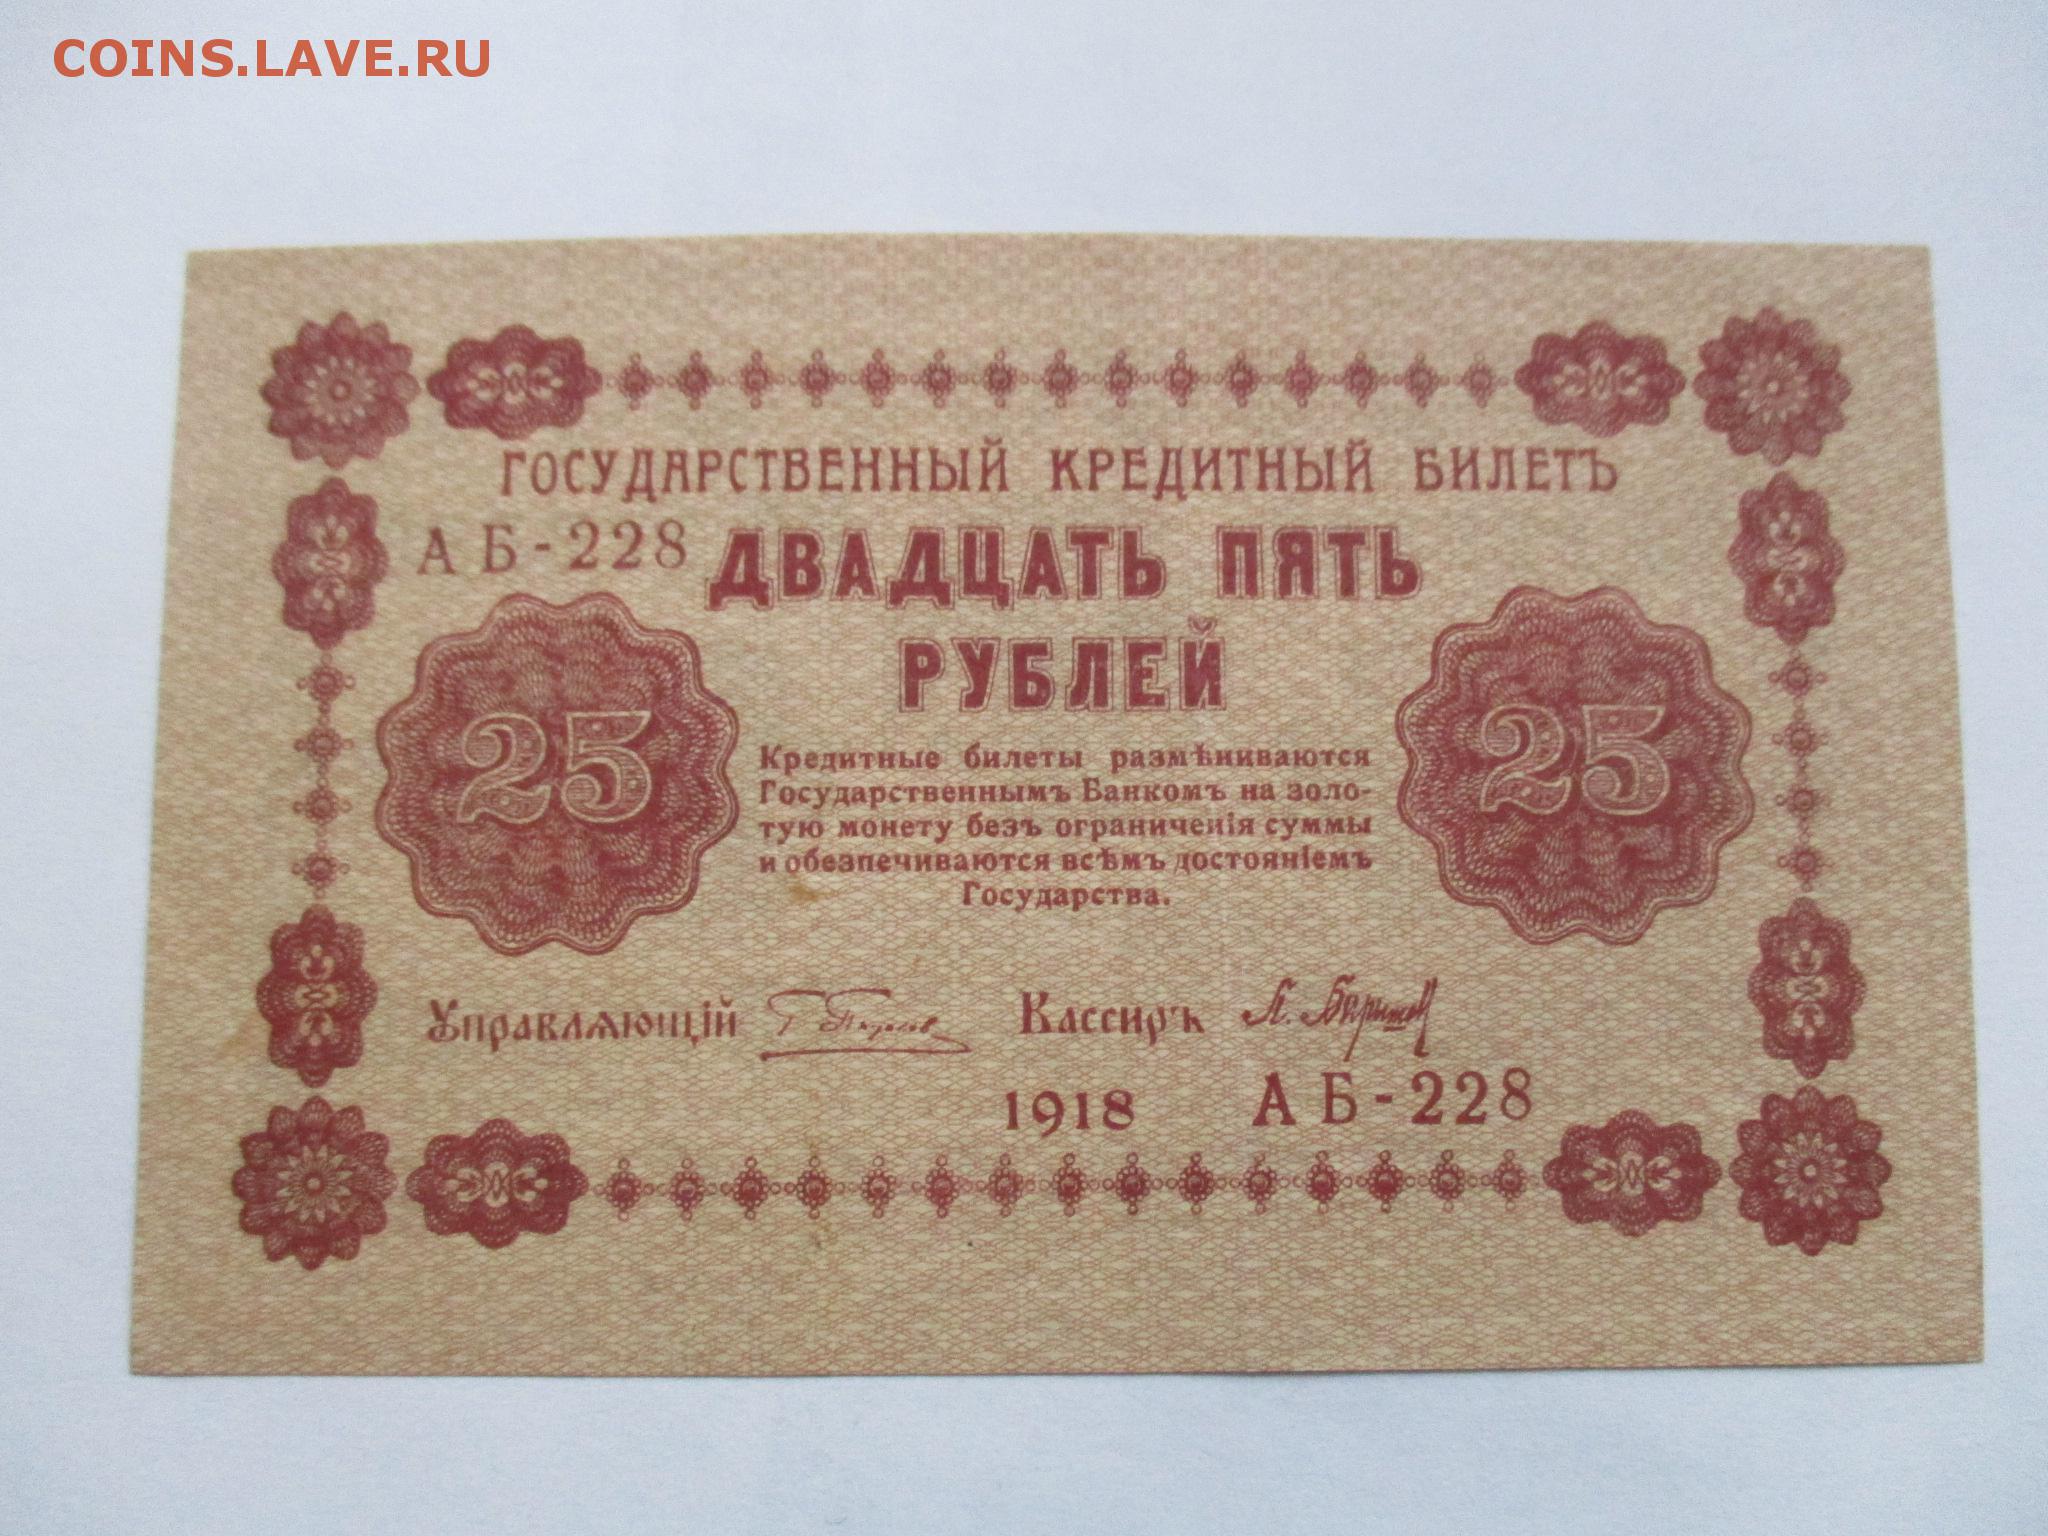 COINS.LAVE.RU
ГОСУДАРСТВЕННЫЙ КРЕДИТНЫЙ БИЛЕТЪ
АБ-228
ДВАДЦАТЬ ПЯТЬ
РУБЛЕЙ
25
25
Кредитные билеты размѣниваются
Государственнымъ Банкомъ на золо-
тую монету безъ ограниченія суммы
и обезпечиваются всѣмъ достояніемъ
Государства.
Управляющій
Кассиръ
1918
АБ-228